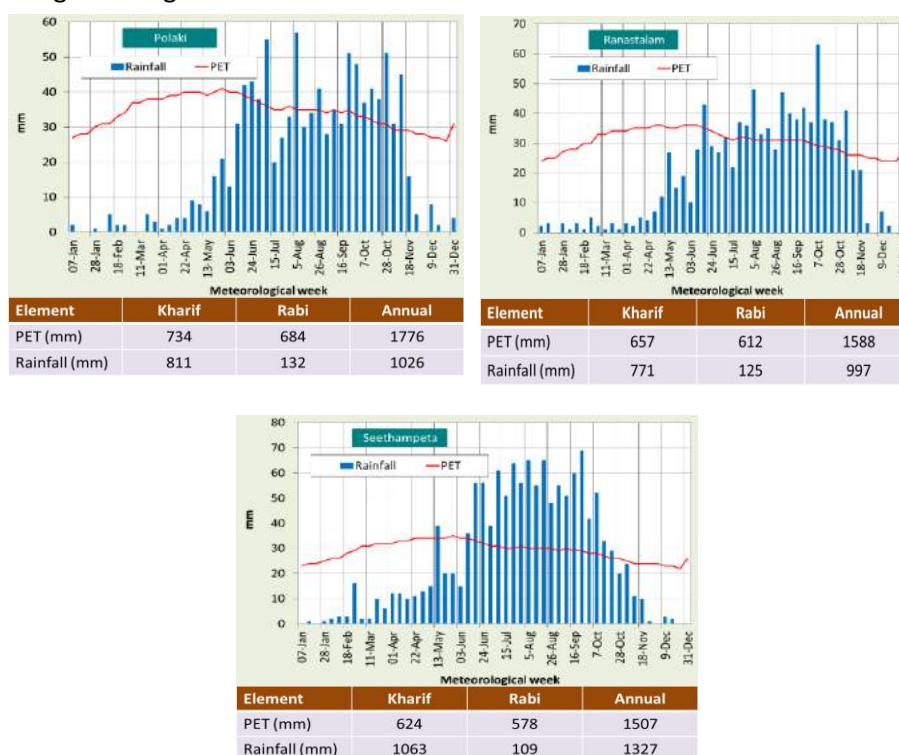 Polaki
Rainfall PET
60
50
40
30
20
10
0
mm
07-Jan
28-Jan
18-Feb
11-Mar
01-Apr
22-Apr
13-May
03-Jun
24-Jun
15-Jul
5-Aug
26-Aug
16-Sep
7-Oct
28-Oct
18-Nov
9-Dec
31-Dec
Meteorological week
Element Kharif Rabi Annual
PET (mm) 734 684 1776
Rainfall (mm) 811 132 1026
Ranastalam
Rainfall PET
70
60
50
40
30
20
10
0
mm
07-Jan
28-Jan
18-Feb
11-Mar
01-Apr
22-Apr
13-May
03-Jun
24-Jun
15-Jul
5-Aug
26-Aug
16-Sep
7-Oct
28-Oct
18-Nov
9-Dec
Meteorological week
Element Kharif Rabi Annual
PET (mm) 657 612 1588
Rainfall (mm) 771 125 997
Seethampeta
Rainfall PET
80
70
60
50
40
30
20
10
0
mm
07-Jan
28-Jan
18-Feb
11-Mar
01-Apr
22-Apr
13-May
03-Jun
24-Jun
15-Jul
5-Aug
26-Aug
16-Sep
7-Oct
28-Oct
18-Nov
9-Dec
31-Dec
Meteorological week
Element Kharif Rabi Annual
PET (mm) 624 578 1507
Rainfall (mm) 1063 109 1327